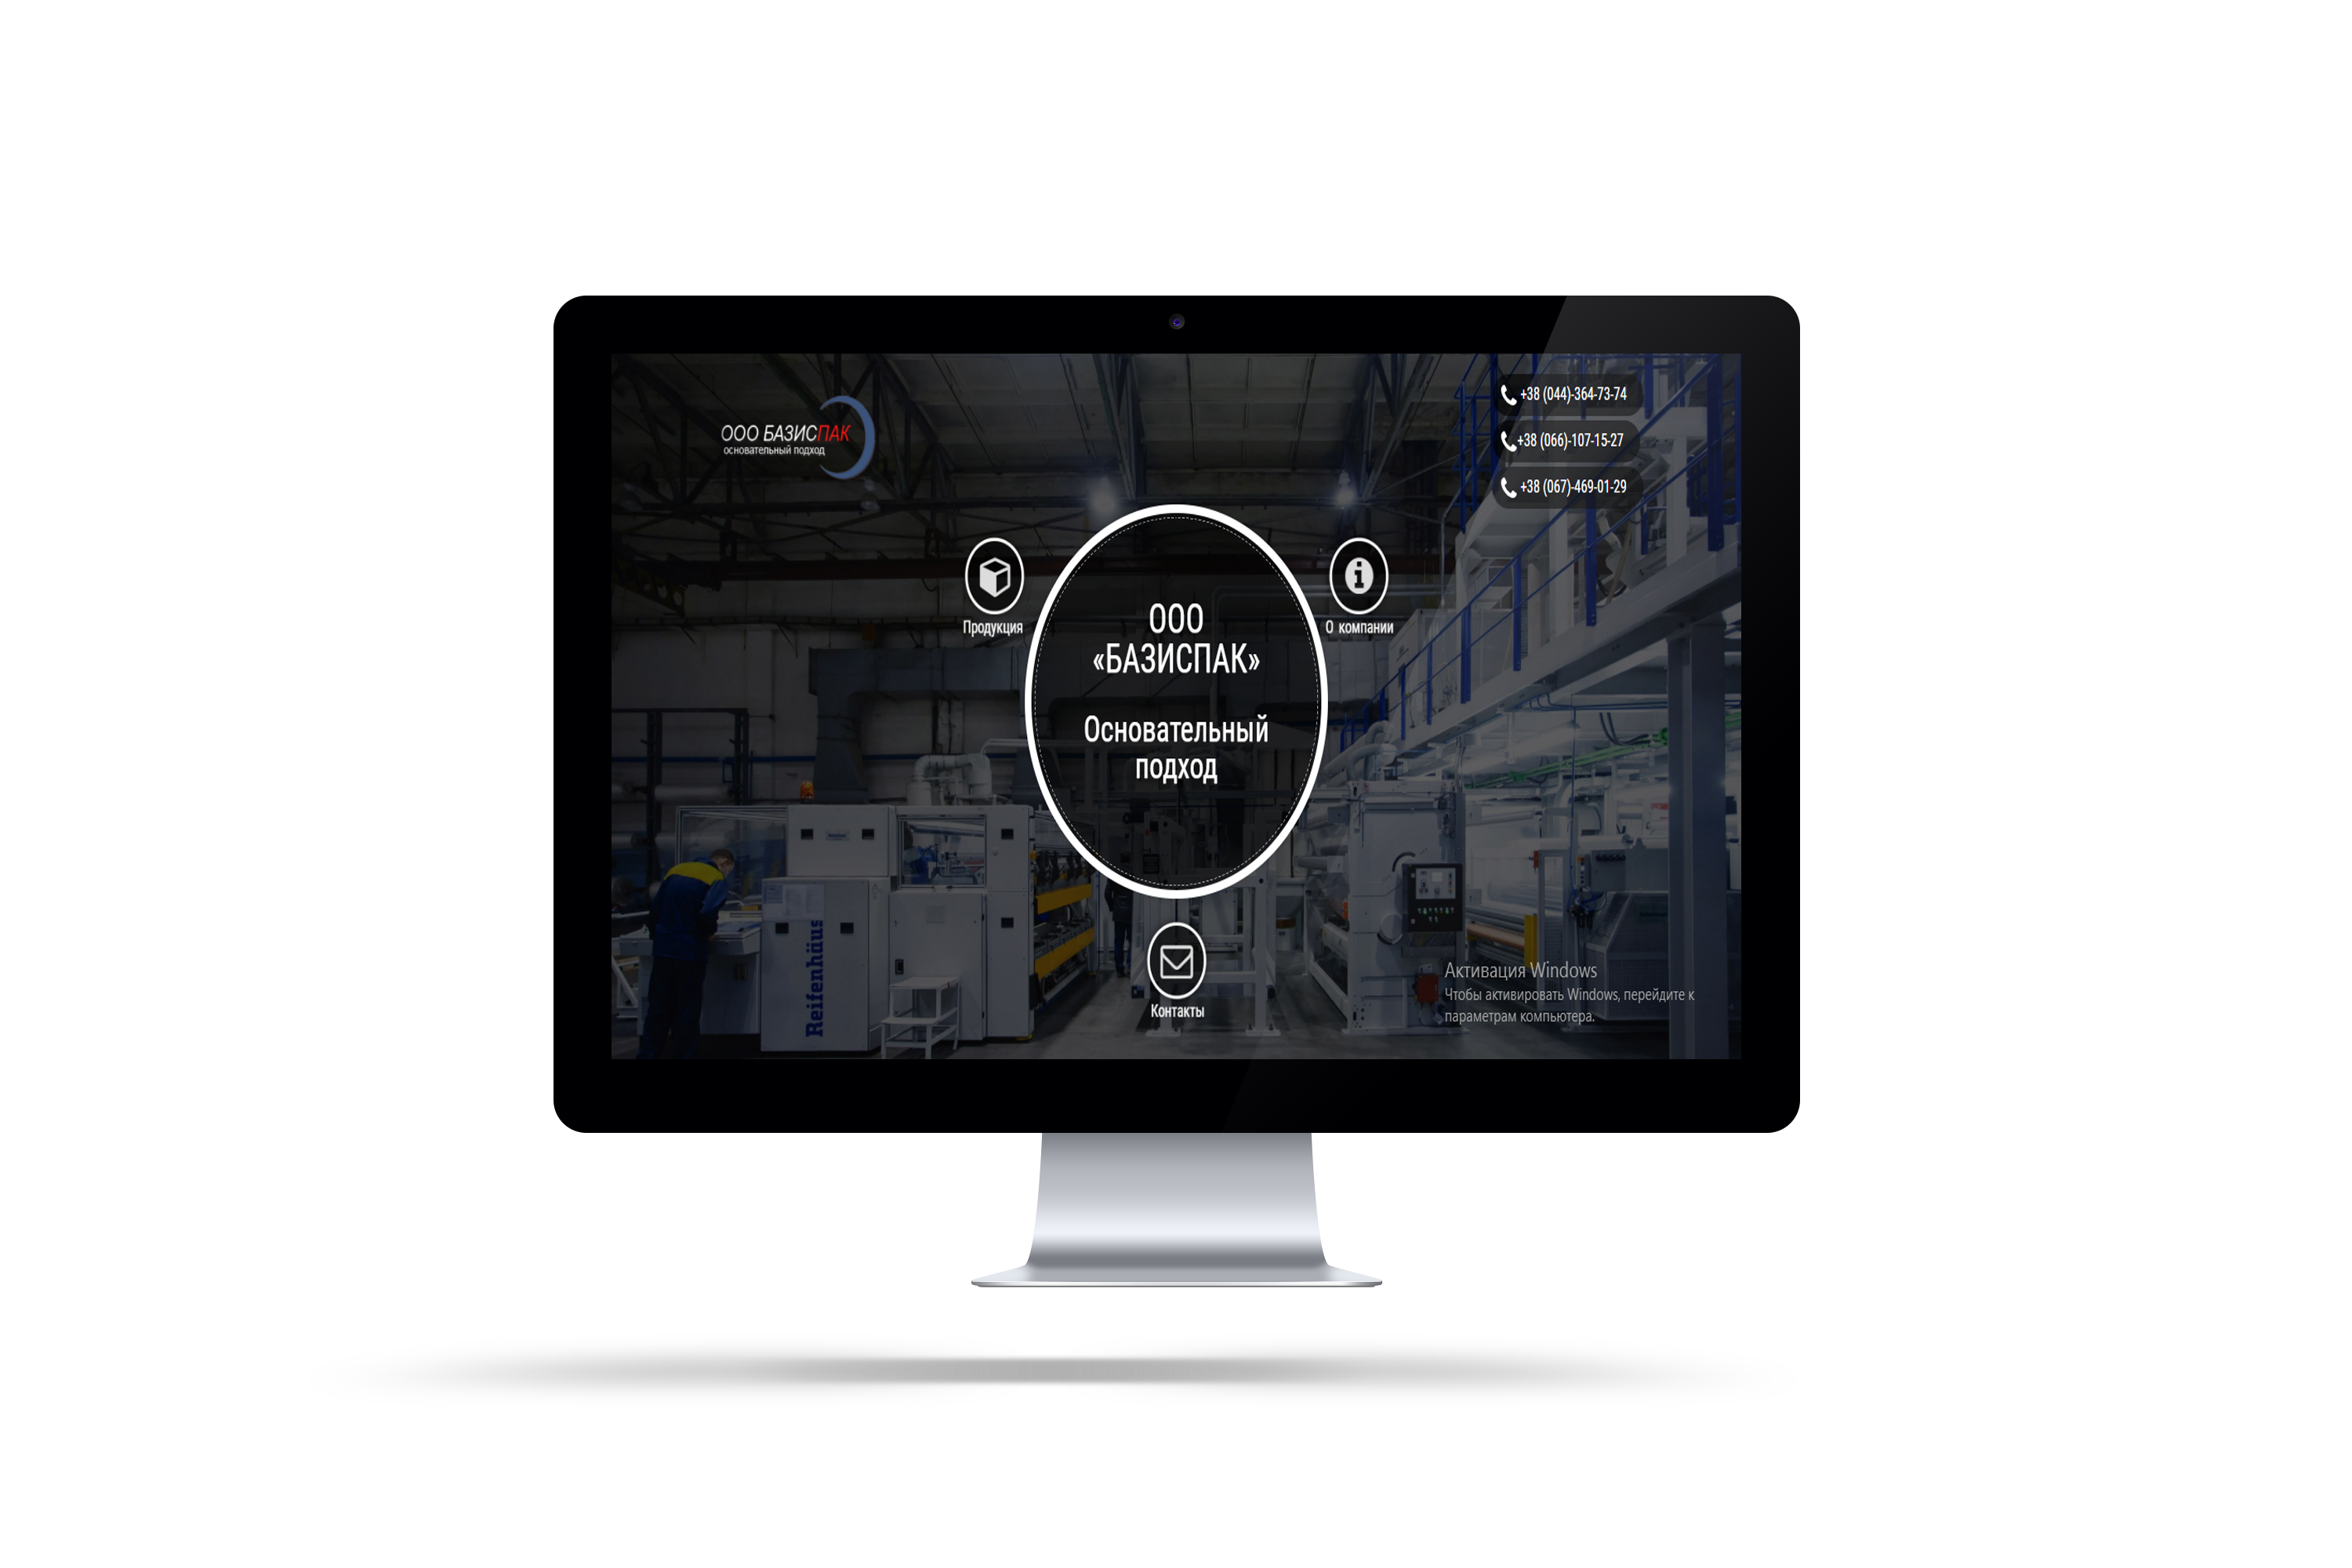 ООО БАЗИСПАК
основательный подход
+38 (044)-364-73-74
+38 (066)-107-15-27
+38 (067)-469-01-29
Продукция
О компании
ООО
«БАЗИСПАК»
Основательный
подход
Контакты
Reifenhäus
Активация Windows
Чтобы активировать Windows, перейдите к
параметрам компьютера.